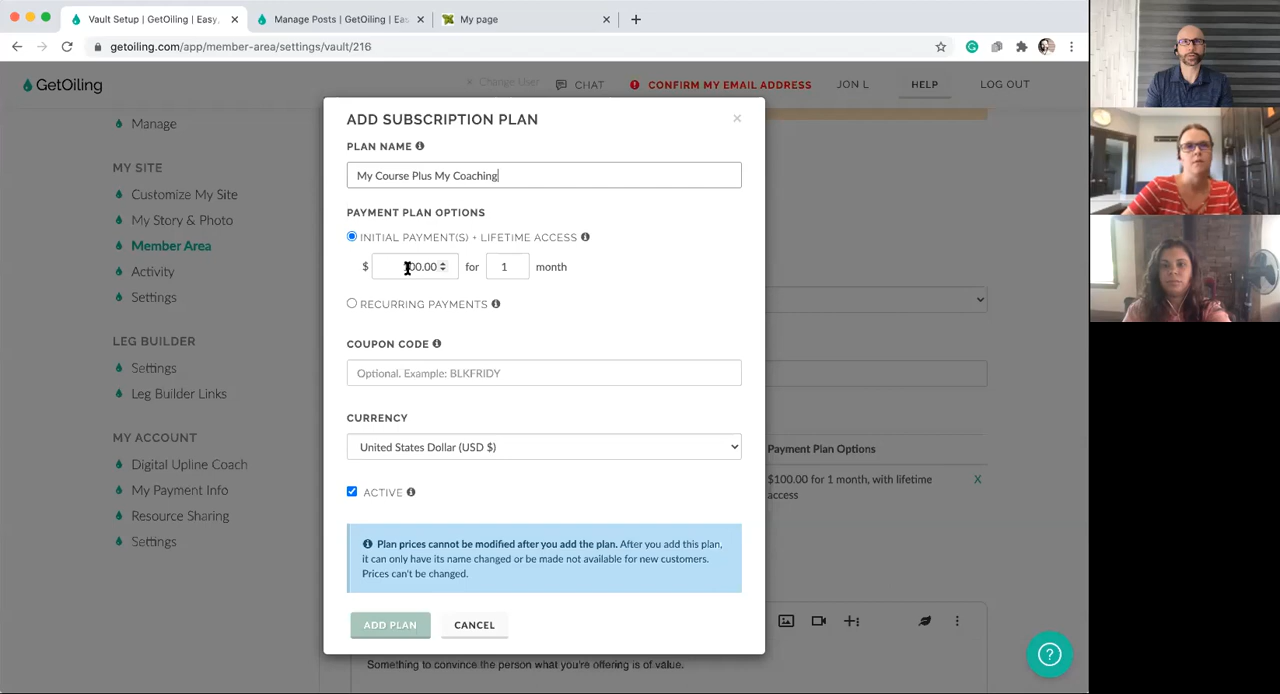 Vault Setup | GetOiling | Easy,
Manage Posts | GetOiling | Eas
My page
getoiling.com/app/member-area/settings/vault/216
GetOiling
Change User
CHAT
CONFIRM MY EMAIL ADDRESS
JON L
HELP
LOG OUT
Manage
MY SITE
Customize My Site
My Story & Photo
Member Area
Activity
Settings
LEG BUILDER
Settings
Leg Builder Links
MY ACCOUNT
Digital Upline Coach
My Payment Info
Resource Sharing
Settings
ADD SUBSCRIPTION PLAN
PLAN NAME
My Course Plus My Coaching
PAYMENT PLAN OPTIONS
INITIAL PAYMENT(S) + LIFETIME ACCESS
$ 100.00 for 1 month
RECURRING PAYMENTS
COUPON CODE
Optional. Example: BLKFRIDY
CURRENCY
United States Dollar (USD $)
ACTIVE
Plan prices cannot be modified after you add the plan. After you add this plan,
it can only have its name changed or be made not available for new customers.
Prices can't be changed.
ADD PLAN
CANCEL
Payment Plan Options
$100.00 for 1 month, with lifetime X
access
Something to convince the person what you're offering is of value.